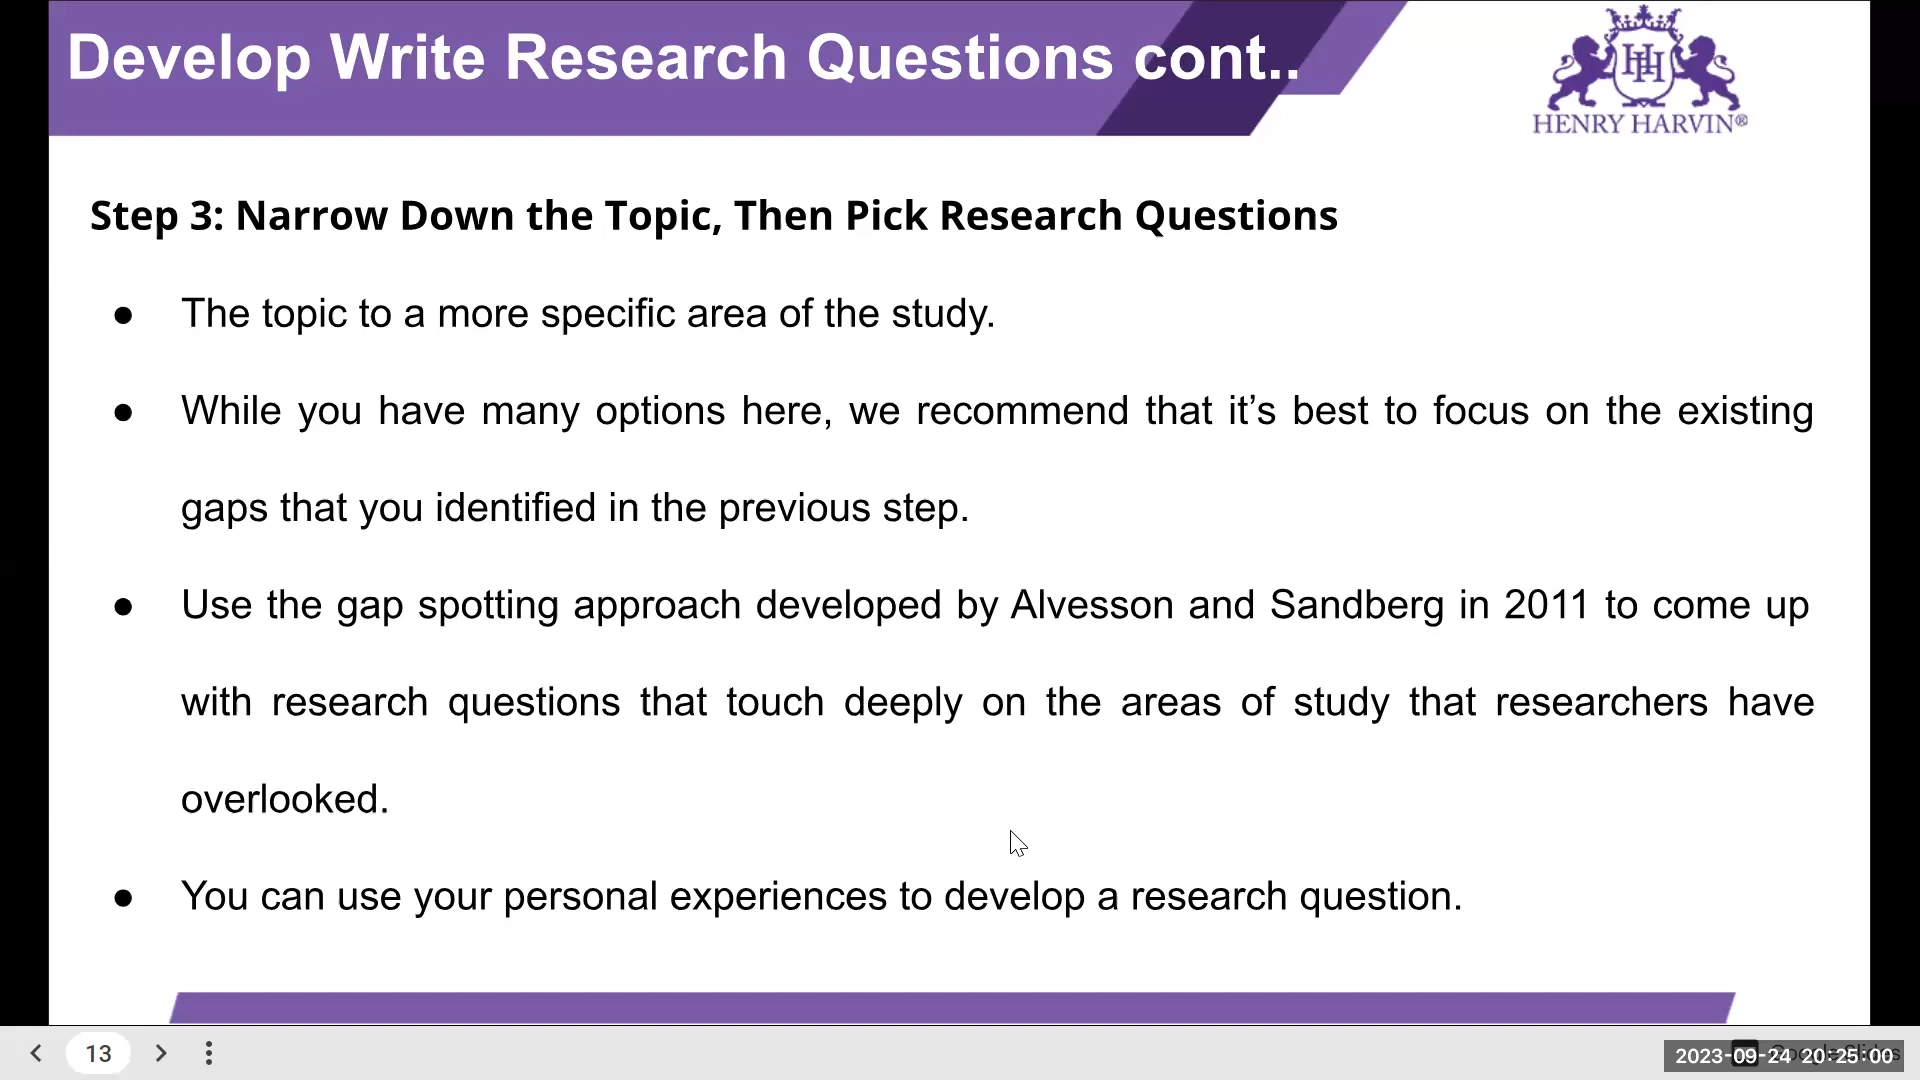 Develop Write Research Questions cont..
HENRY HARVIN®
Step 3: Narrow Down the Topic, Then Pick Research Questions
● The topic to a more specific area of the study.
● While you have many options here, we recommend that it’s best to focus on the existing
gaps that you identified in the previous step.
● Use the gap spotting approach developed by Alvesson and Sandberg in 2011 to come up
with research questions that touch deeply on the areas of study that researchers have
overlooked.
● You can use your personal experiences to develop a research question.
13
2023-09-24 20:25:00